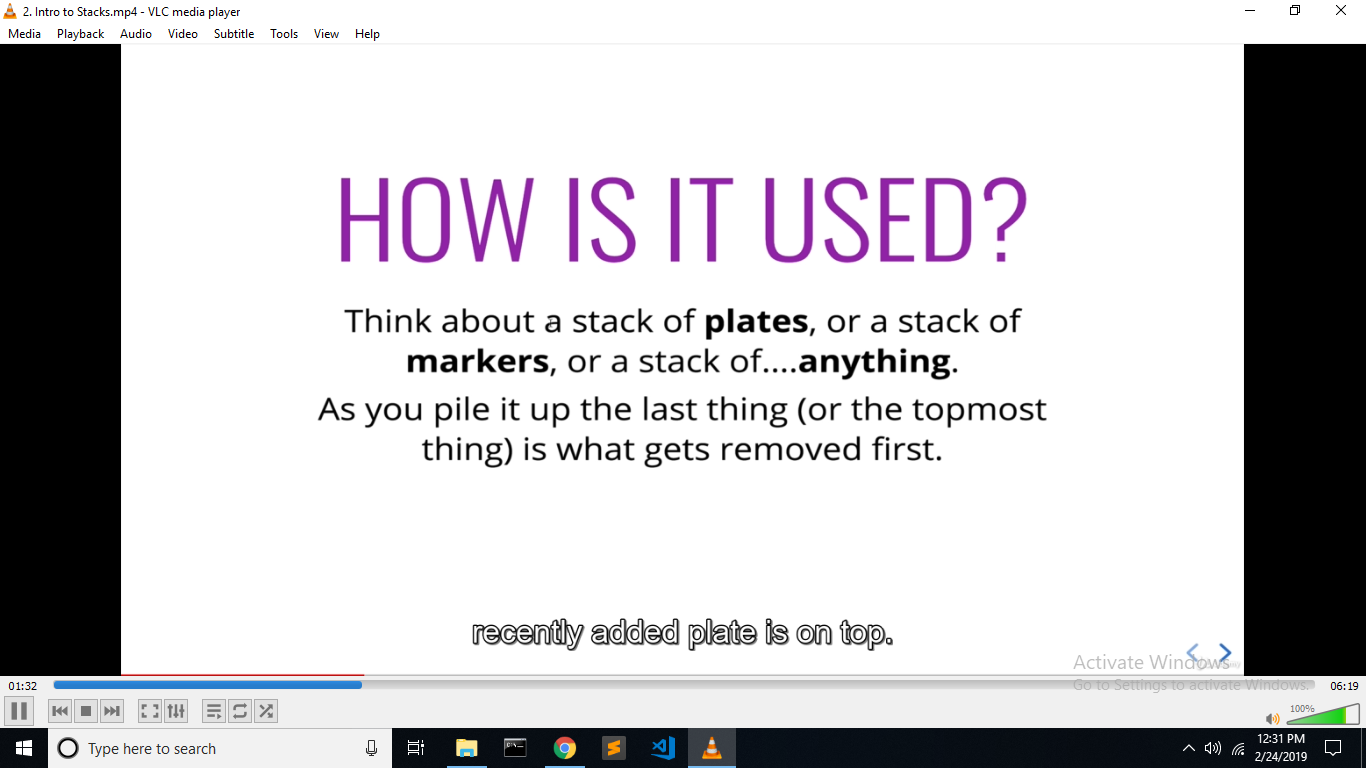 2. Intro to Stacks.mp4 - VLC media player
Media Playback Audio Video Subtitle Tools View Help
HOW IS IT USED?
Think about a stack of plates, or a stack of
markers, or a stack of....anything.
As you pile it up the last thing (or the topmost
thing) is what gets removed first.
recently added plate is on top.
Activate Windows
Go to Settings to activate Windows.
01:32
06:19
100%
Type here to search
12:31 PM
2/24/2019